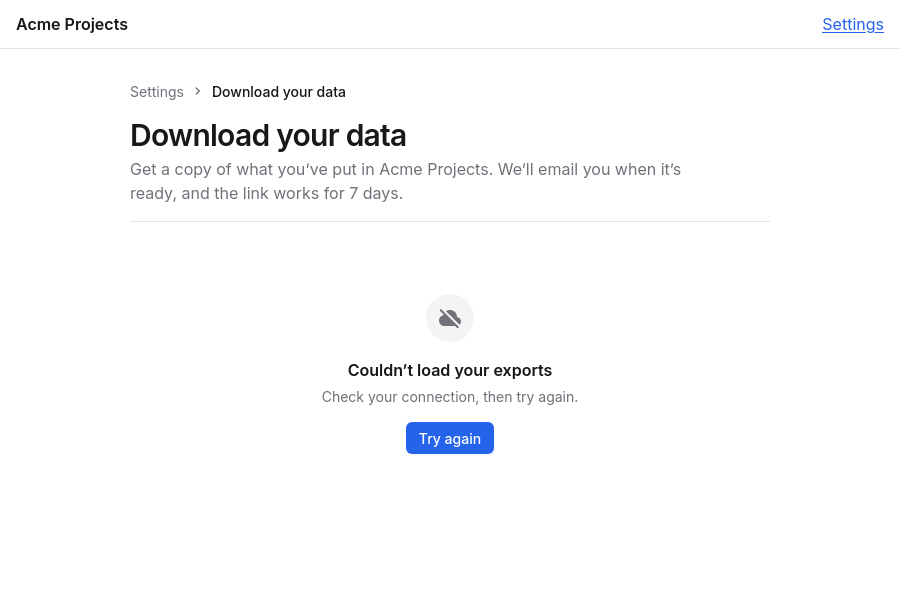 Acme Projects
Settings
Settings > Download your data
Download your data
Get a copy of what you’ve put in Acme Projects. We’ll email you when it’s
ready, and the link works for 7 days.
Couldn’t load your exports
Check your connection, then try again.
Try again